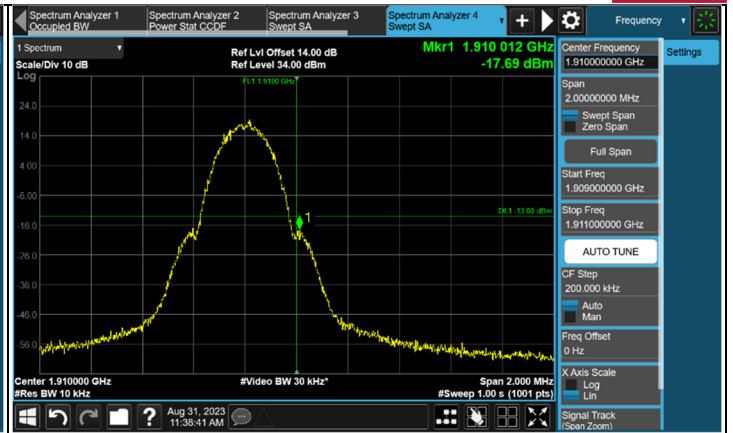 Spectrum Analyzer 1
Occupied BW
Spectrum Analyzer 2
Power Stat CCDF
Spectrum Analyzer 3
Swept SA
Spectrum Analyzer 4
Swept SA
Frequency
1 Spectrum
Scale/Div 10 dB
Log
Ref Lvl Offset 14.00 dB
Ref Level 34.00 dBm
Mkr1 1.910 012 GHz
-17.69 dBm
FL1 1.9100 GHz
24.0
14.0
4.00
-6.00
DL1 -13.00 dBm
1
-16.0
-26.0
-36.0
-46.0
-56.0
Center 1.910000 GHz
#Res BW 10 kHz
#Video BW 30 kHz*
Span 2.000 MHz
#Sweep 1.00 s (1001 pts)
Aug 31, 2023
11:38:41 AM
Center Frequency
1.910000000 GHz
Settings
Span
2.00000000 MHz
Swept Span
Zero Span
Full Span
Start Freq
1.909000000 GHz
Stop Freq
1.911000000 GHz
AUTO TUNE
CF Step
200.000 kHz
Auto
Man
Freq Offset
0 Hz
X Axis Scale
Log
Lin
Signal Track
(Span Zoom)